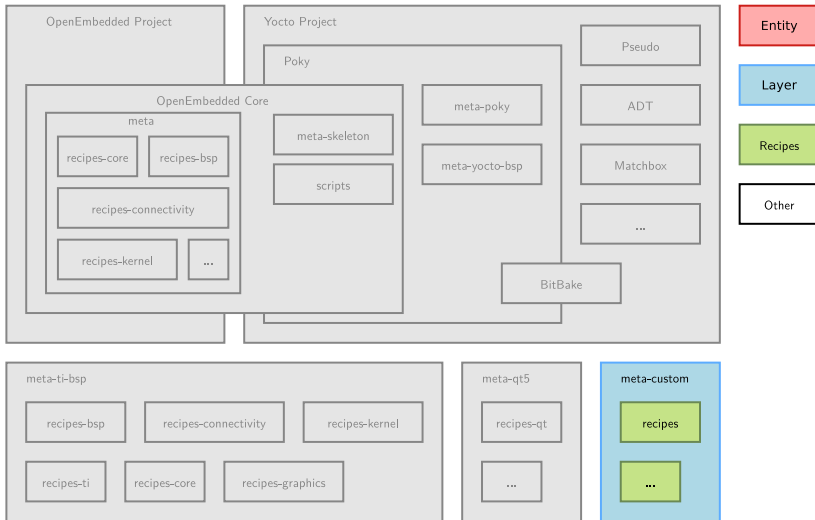 OpenEmbedded Project
Yocto Project
Poky
OpenEmbedded Core
meta
recipes-core
recipes-bsp
recipes-connectivity
recipes-kernel
...
meta-skeleton
scripts
meta-poky
meta-yocto-bsp
Pseudo
ADT
Matchbox
...
BitBake
Entity
Layer
Recipes
Other
meta-ti-bsp
recipes-bsp
recipes-connectivity
recipes-kernel
recipes-ti
recipes-core
recipes-graphics
meta-qt5
recipes-qt
...
meta-custom
recipes
...